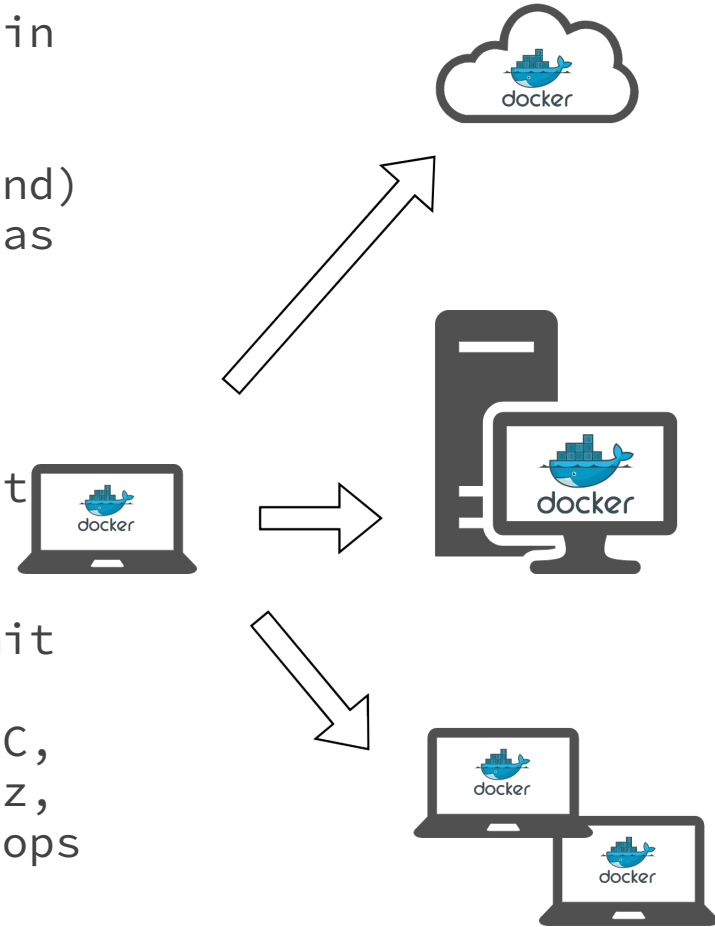 in
docker
nd)
as
t
docker
docker
it
C,
z,
ops
docker
docker